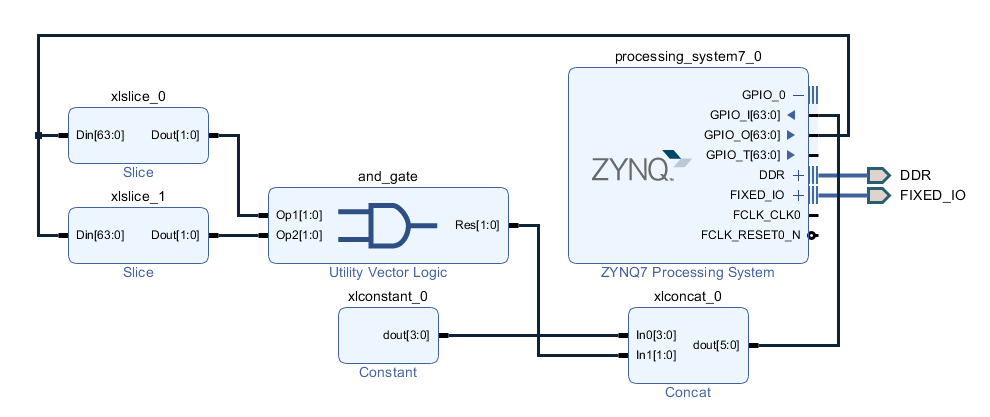 processing_system7_0
xlslice_0
Din[63:0] Dout[1:0]
Slice
xlslice_1
Din[63:0] Dout[1:0]
Slice
and_gate
Op1[1:0]
Op2[1:0]
Res[1:0]
Utility Vector Logic
ZYNQ
GPIO_0
GPIO_I[63:0]
GPIO_O[63:0]
GPIO_T[63:0]
DDR
FIXED_IO
FCLK_CLK0
FCLK_RESET0_N
ZYNQ7 Processing System
DDR
FIXED_IO
xlconstant_0
dout[3:0]
Constant
xlconcat_0
In0[3:0]
In1[1:0]
dout[5:0]
Concat